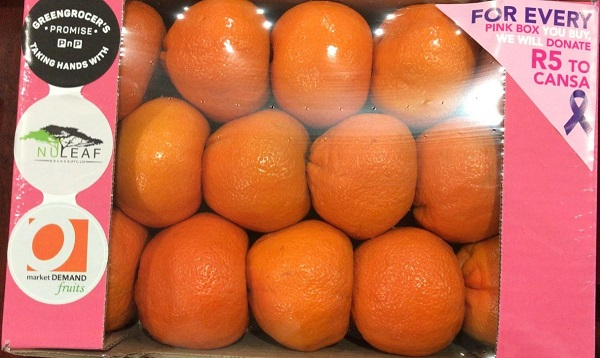 GREENGROCER'S
• PROMISE •
PnP
TAKING HANDS WITH
NULEAF
market DEMAND
fruits
FOR EVERY
PINK BOX YOU BUY,
WE WILL DONATE
R5 TO
CANSA